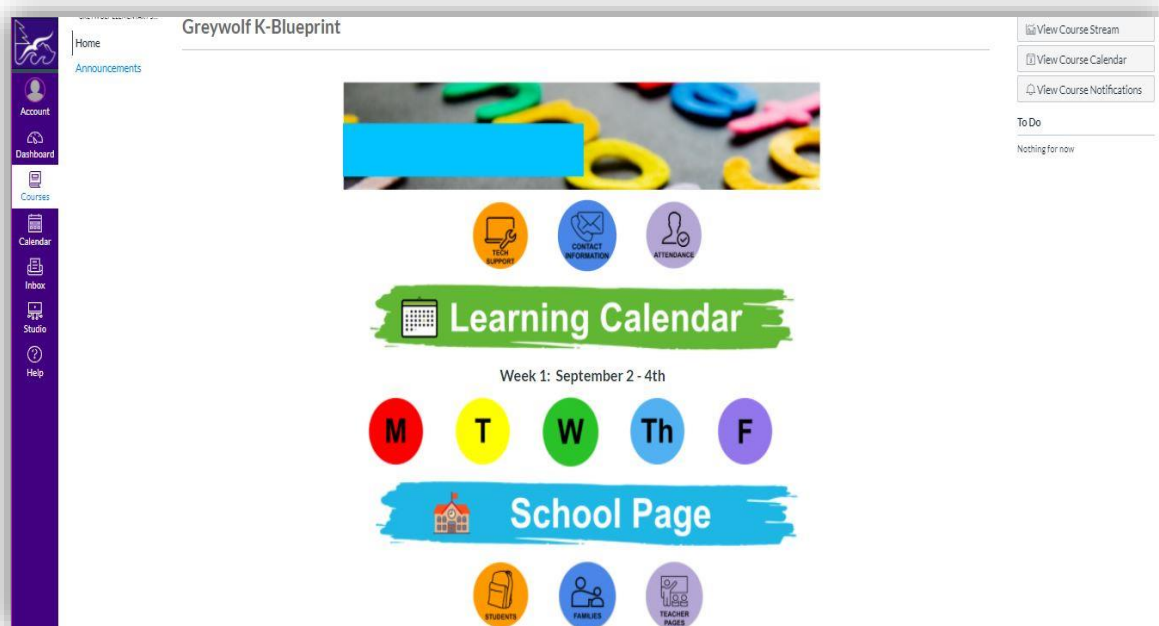 Greywolf K-Blueprint
Home
Announcements
Account
Dashboard
Courses
Calendar
Inbox
Studio
Help
TECH
SUPPORT
CONTACT
INFORMATION
ATTENDANCE
Learning Calendar
Week 1: September 2 - 4th
M T W Th F
School Page
STUDENTS
FAMILIES
TEACHER
PAGES
View Course Stream
View Course Calendar
View Course Notifications
To Do
Nothing for now